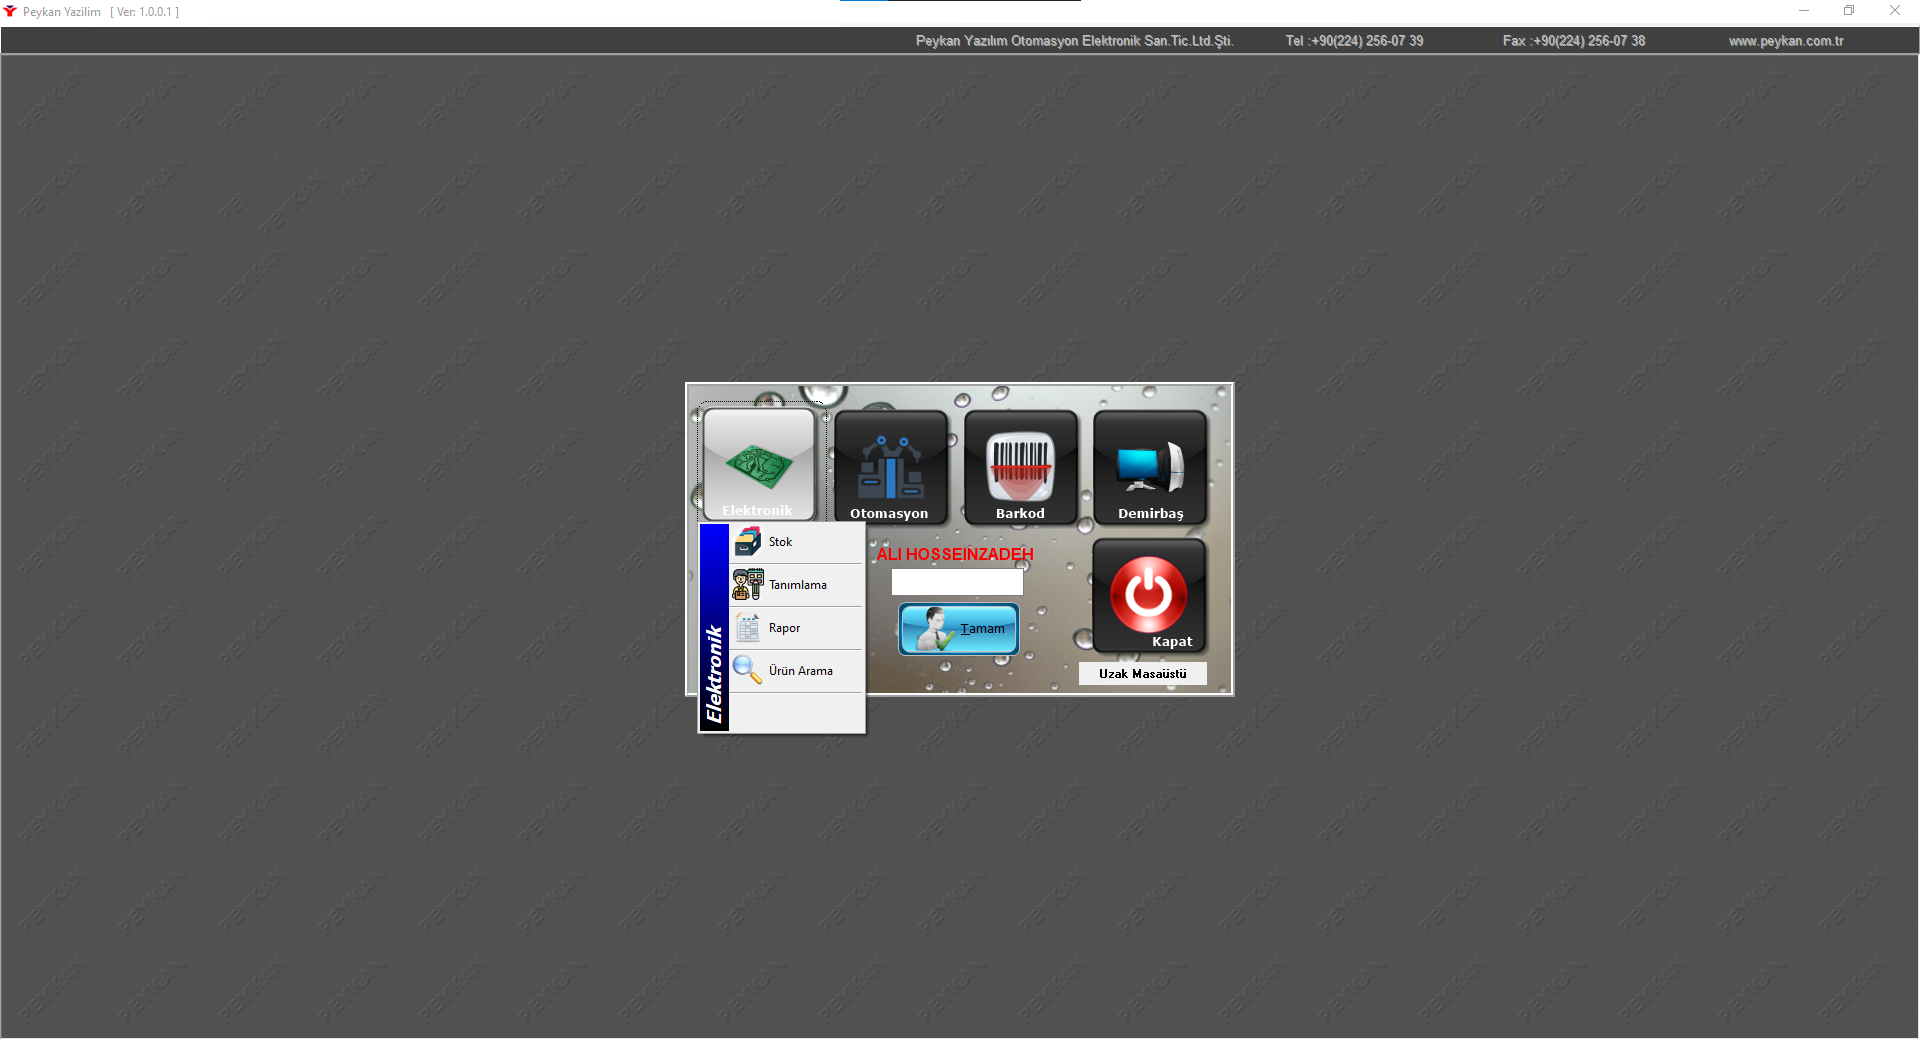 Peykan Yazilim [ Ver: 1.0.0.1 ]
Peykan Yazılım Otomasyon Elektronik San.Tic.Ltd.Şti. Tel :+90(224) 256-07 39 Fax :+90(224) 256-07 38 www.peykan.com.tr
Elektronik
Otomasyon
Barkod
Demirbaş
Elektronik
Stok
Tanımlama
Rapor
Ürün Arama
ALI HOSSEINZADEH
Tamam
Kapat
Uzak Masaüstü
PEYKAN